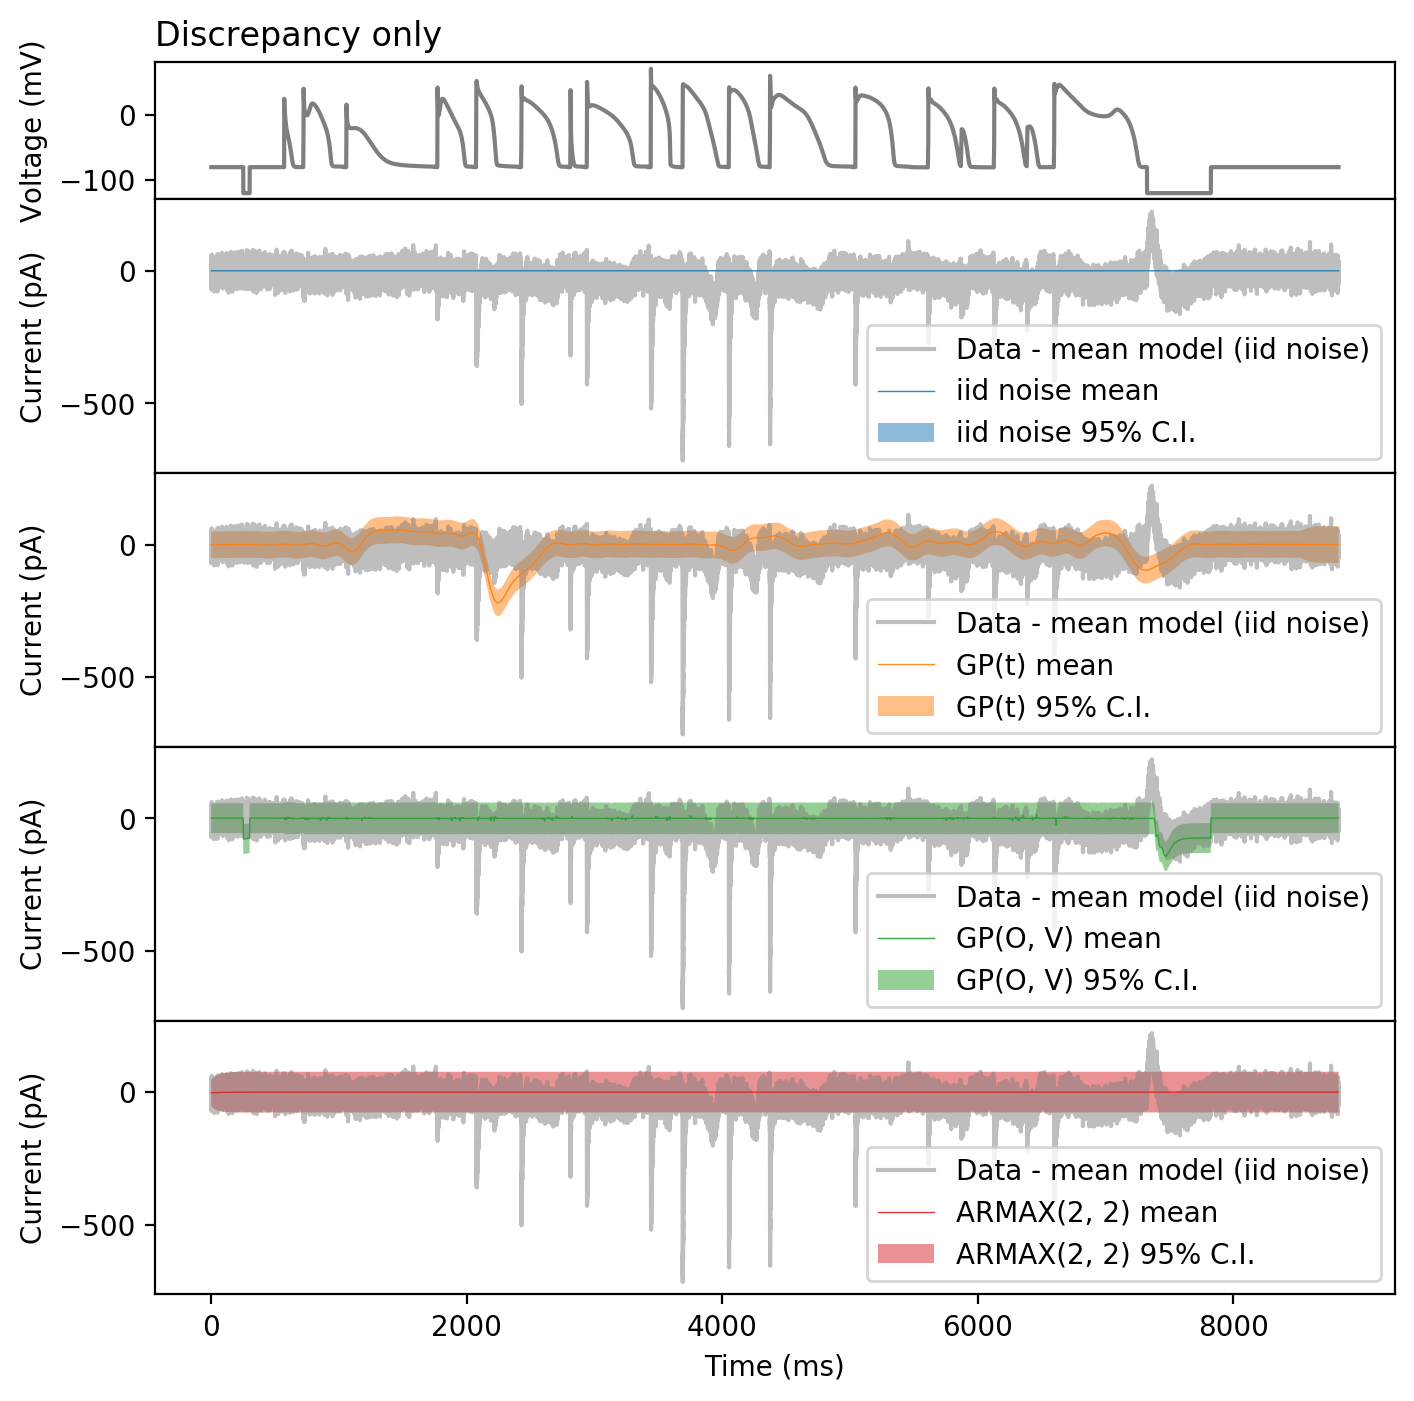 Discrepancy only
Voltage (mV)
0
−100
Current (pA)
0
−500
Data - mean model (iid noise)
iid noise mean
iid noise 95% C.I.
Current (pA)
0
−500
Data - mean model (iid noise)
GP(t) mean
GP(t) 95% C.I.
Current (pA)
0
−500
Data - mean model (iid noise)
GP(O, V) mean
GP(O, V) 95% C.I.
Current (pA)
0
−500
Data - mean model (iid noise)
ARMAX(2, 2) mean
ARMAX(2, 2) 95% C.I.
0 2000 4000 6000 8000
Time (ms)